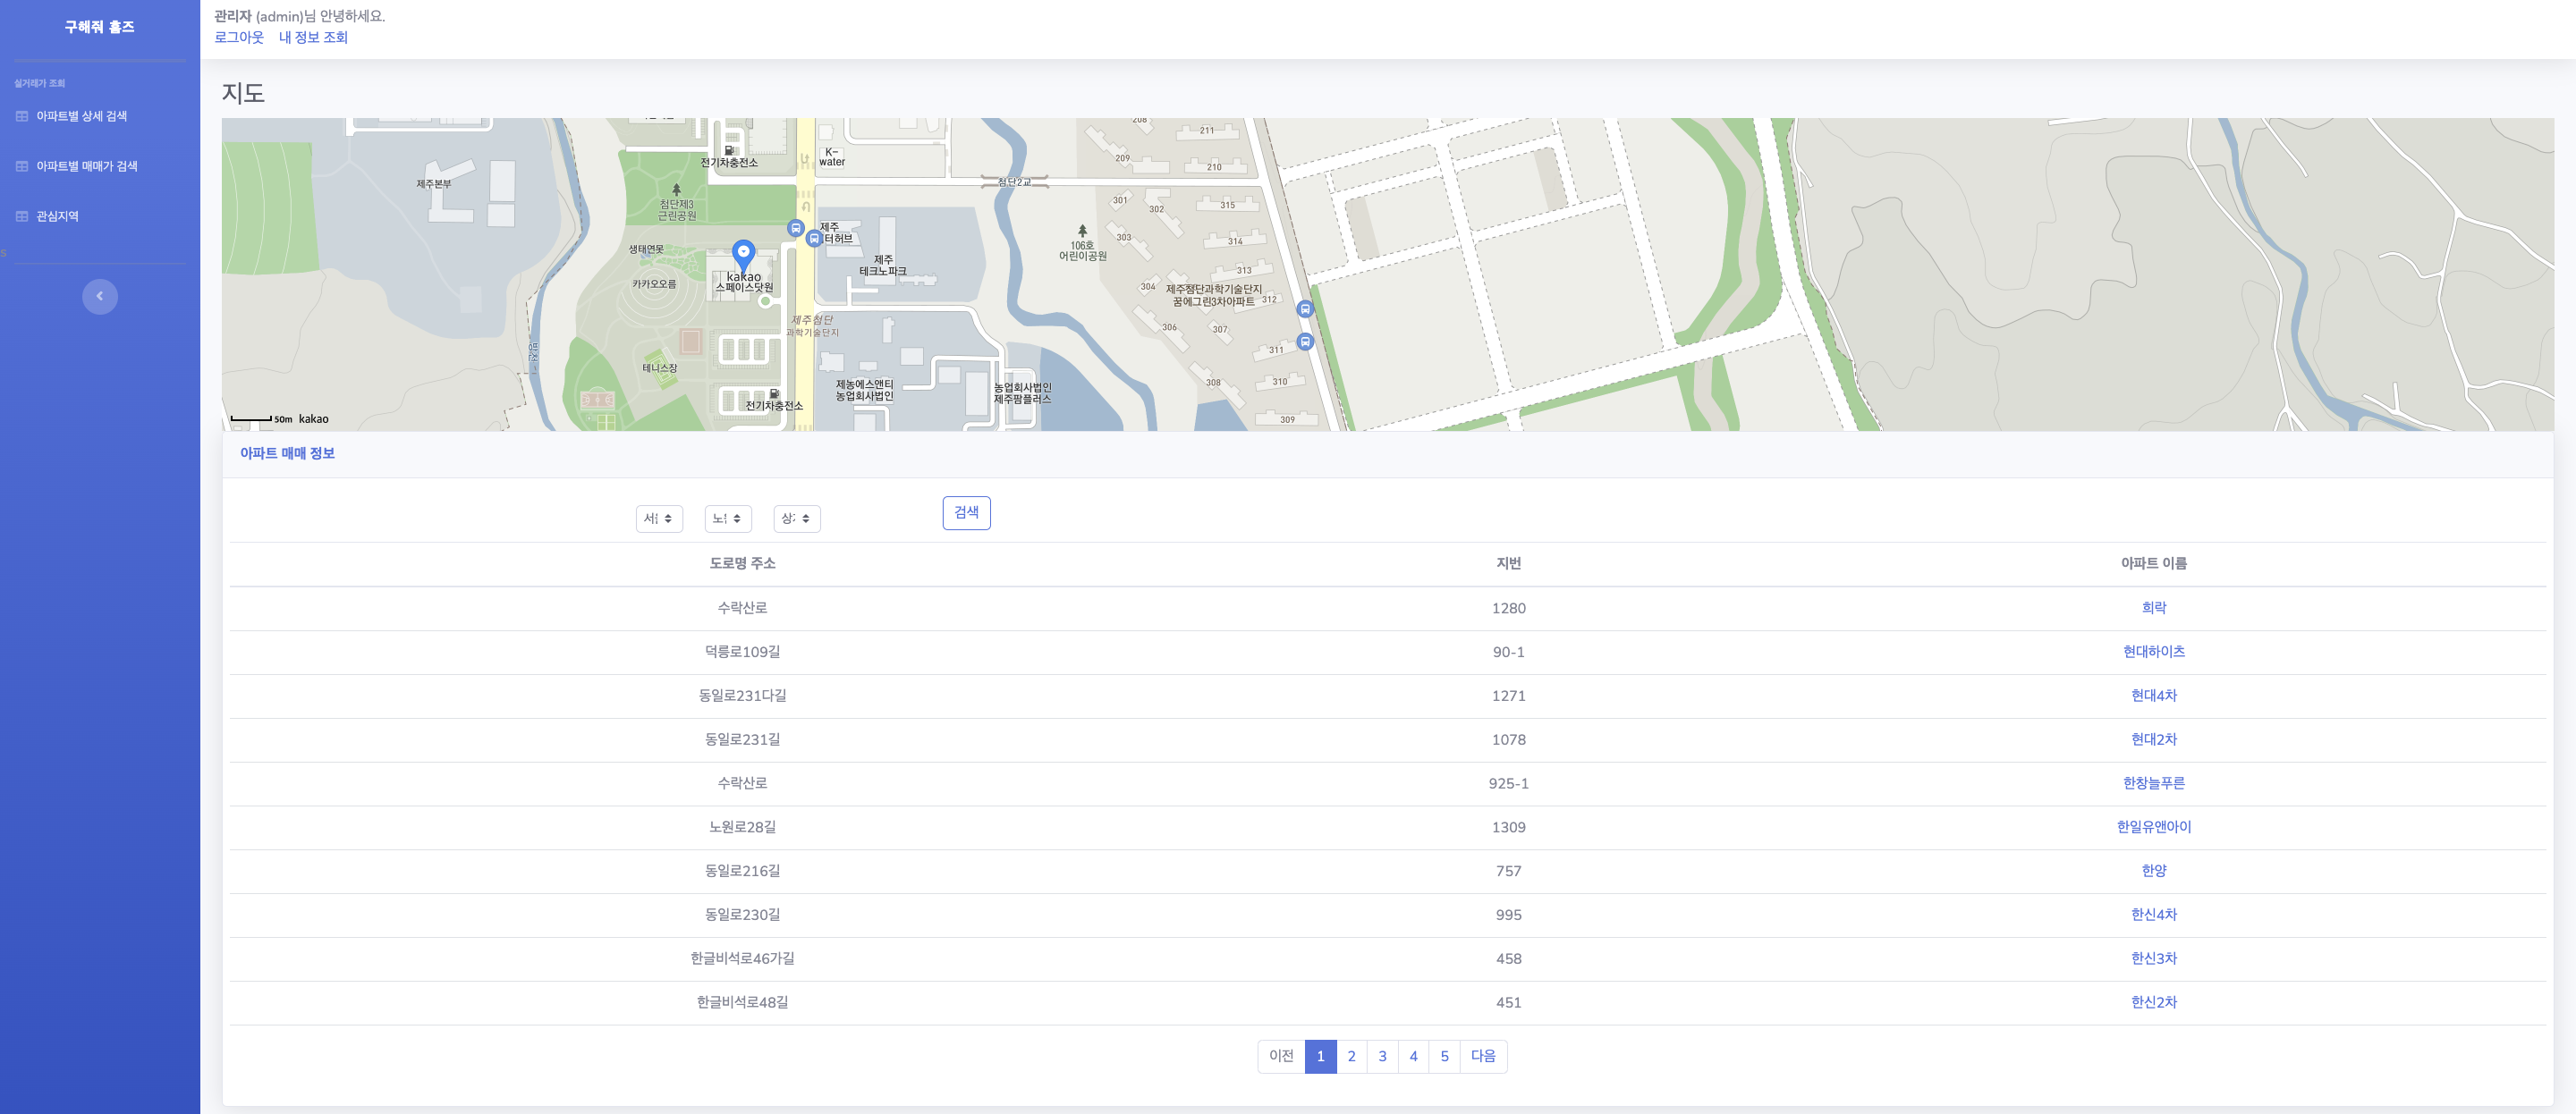 구해줘 홈즈
실거래가 조회
아파트별 상세 검색
아파트별 매매가 검색
관심지역
s
관리자 (admin)님 안녕하세요.
로그아웃 내 정보 조회
지도
208
211
전기차충전소
K-
water
209
210
제주본부
첨단2교
첨단제3
근린공원
301
302
315
제주
터허브
303
314
106호
어린이공원
생태연못
제주
테크노파크
313
kakao
스페이스닷원
카카오오름
304
제주첨단과학기술단지
꿈에그린3차아파트
312
제주첨단
과학기술단지
306
307
311
테니스장
308
310
제농에스앤티
농업회사법인
농업회사법인
제주팜플러스
전기차충전소
309
50m kakao
아파트 매매 정보
검색
도로명 주소 지번 아파트 이름
수락산로 1280 희락
덕릉로109길 90-1 현대하이츠
동일로231다길 1271 현대4차
동일로231길 1078 현대2차
수락산로 925-1 한창늘푸른
노원로28길 1309 한일유앤아이
동일로216길 757 한양
동일로230길 995 한신4차
한글비석로46가길 458 한신3차
한글비석로48길 451 한신2차
이전 1 2 3 4 5 다음